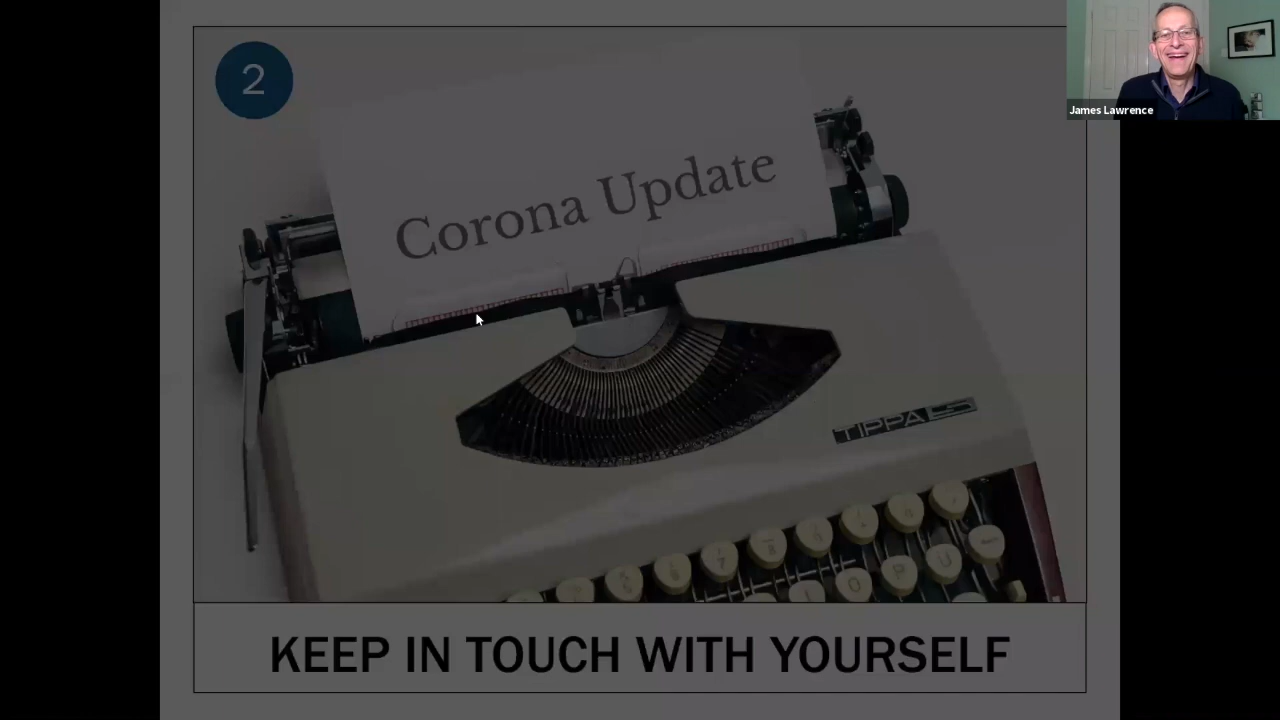 2
James Lawrence
Corona Update
TIPPA S
KEEP IN TOUCH WITH YOURSELF